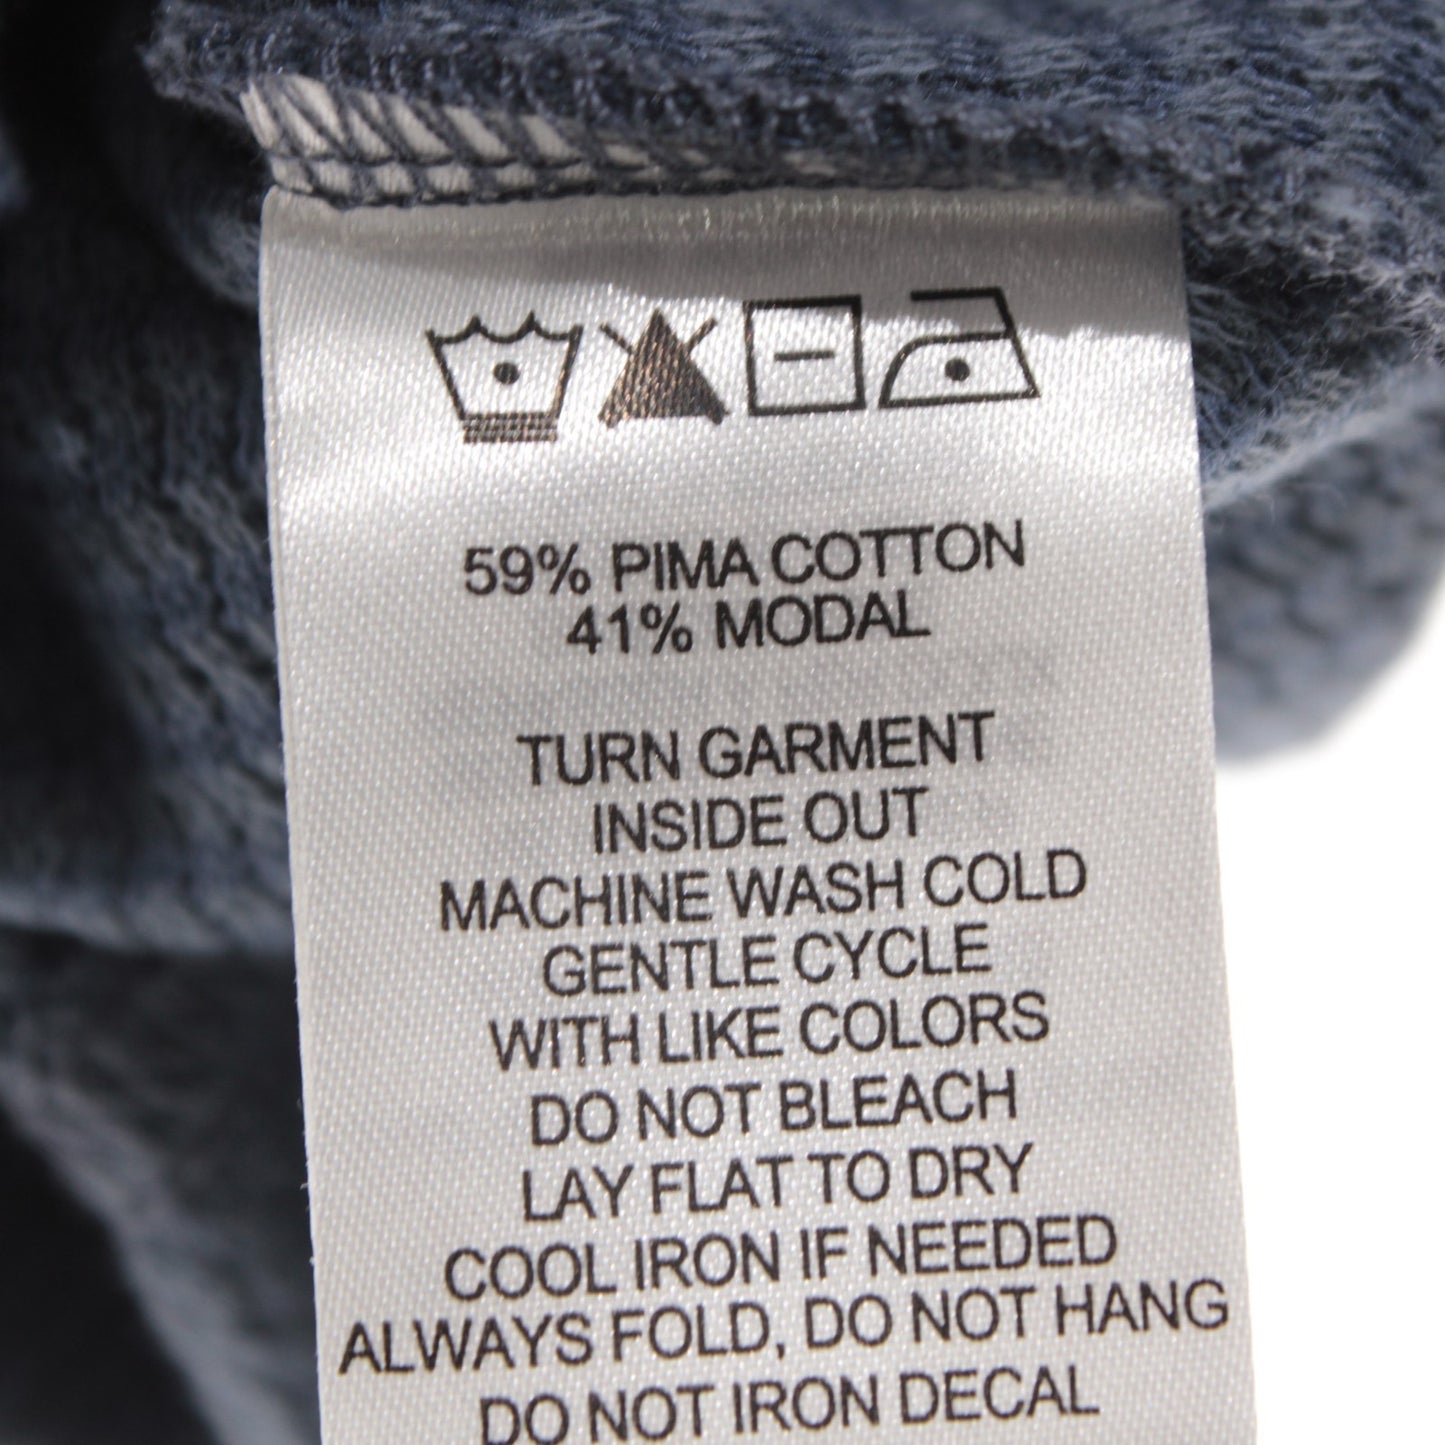 59% PIMA COTTON
41% MODAL
TURN GARMENT
INSIDE OUT
MACHINE WASH COLD
GENTLE CYCLE
WITH LIKE COLORS
DO NOT BLEACH
LAY FLAT TO DRY
COOL IRON IF NEEDED
ALWAYS FOLD, DO NOT HANG
DO NOT IRON DECAL